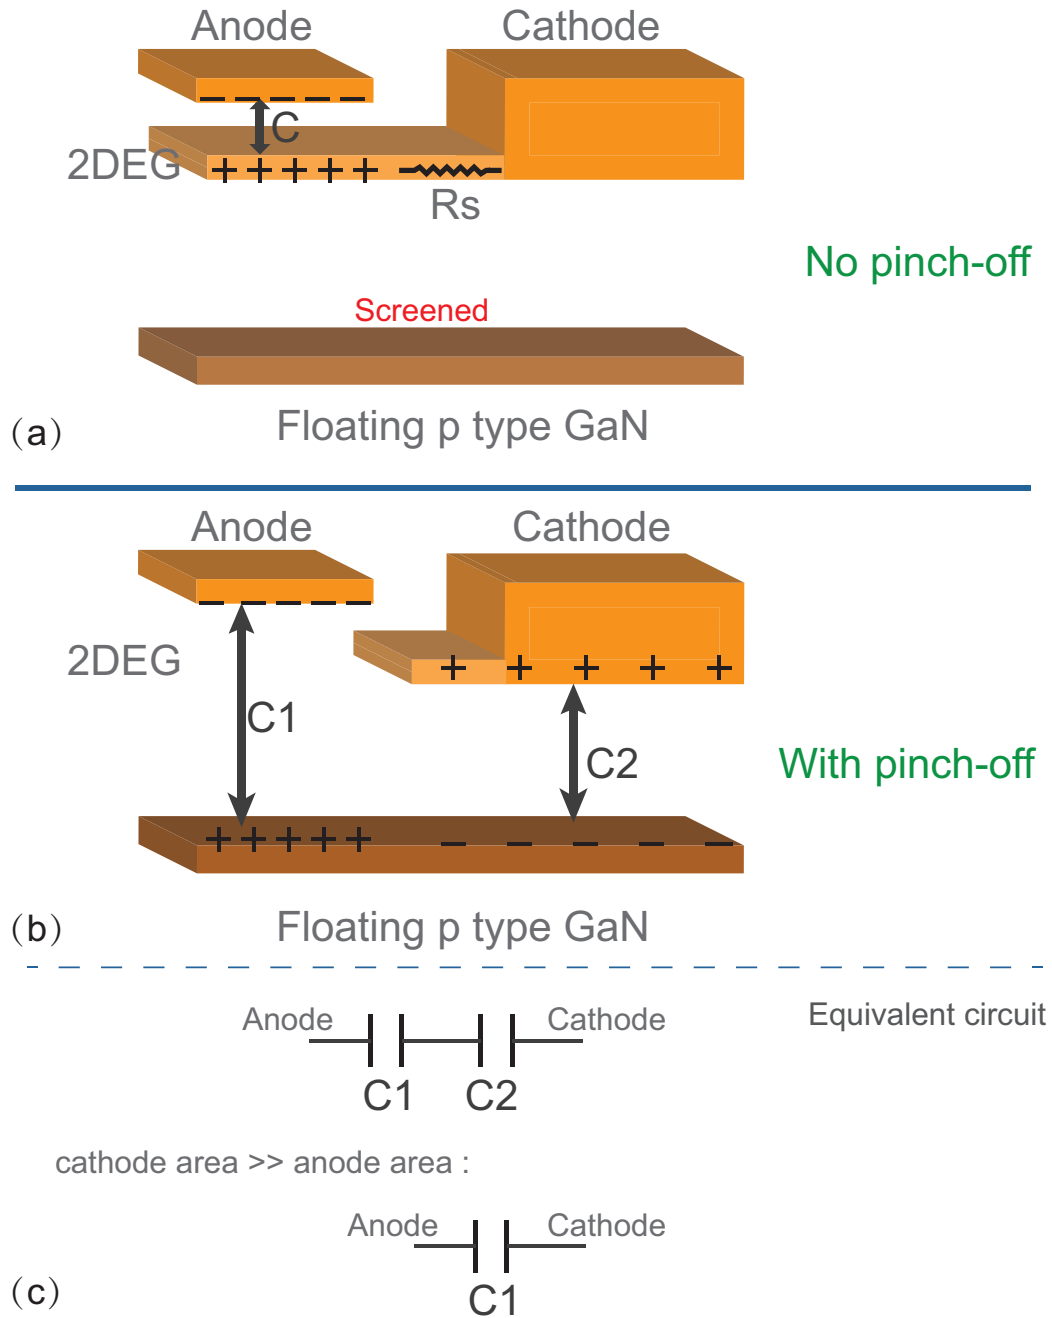 Anode Cathode
C
2DEG
Rs
No pinch-off
Screened
Floating p type GaN
(a)
Anode Cathode
2DEG
C1
C2
With pinch-off
Floating p type GaN
(b)
Equivalent circuit
Anode Cathode
C1 C2
cathode area >> anode area :
Anode Cathode
C1
(c)